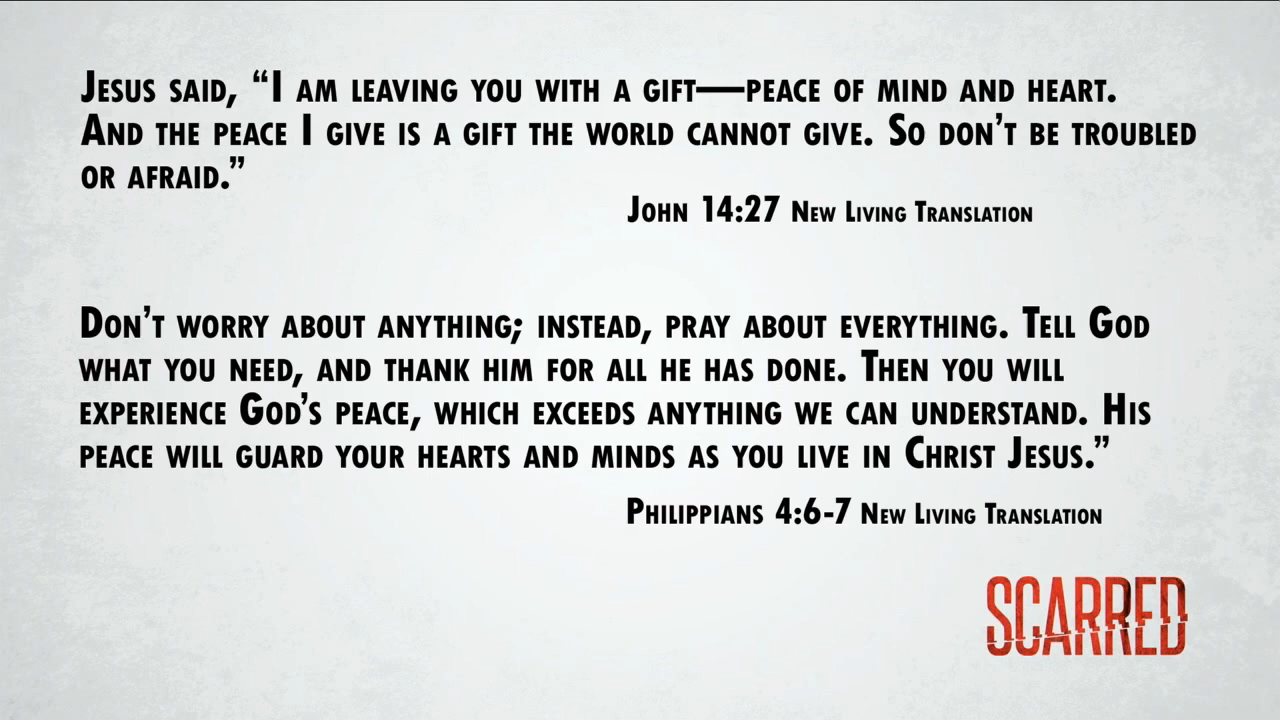 Jesus said, “I am leaving you with a gift—peace of mind and heart.
And the peace I give is a gift the world cannot give. So don’t be troubled
or afraid.”
John 14:27 New Living Translation
Don’t worry about anything; instead, pray about everything. Tell God
what you need, and thank him for all he has done. Then you will
experience God’s peace, which exceeds anything we can understand. His
peace will guard your hearts and minds as you live in Christ Jesus.”
Philippians 4:6-7 New Living Translation
SCARRED